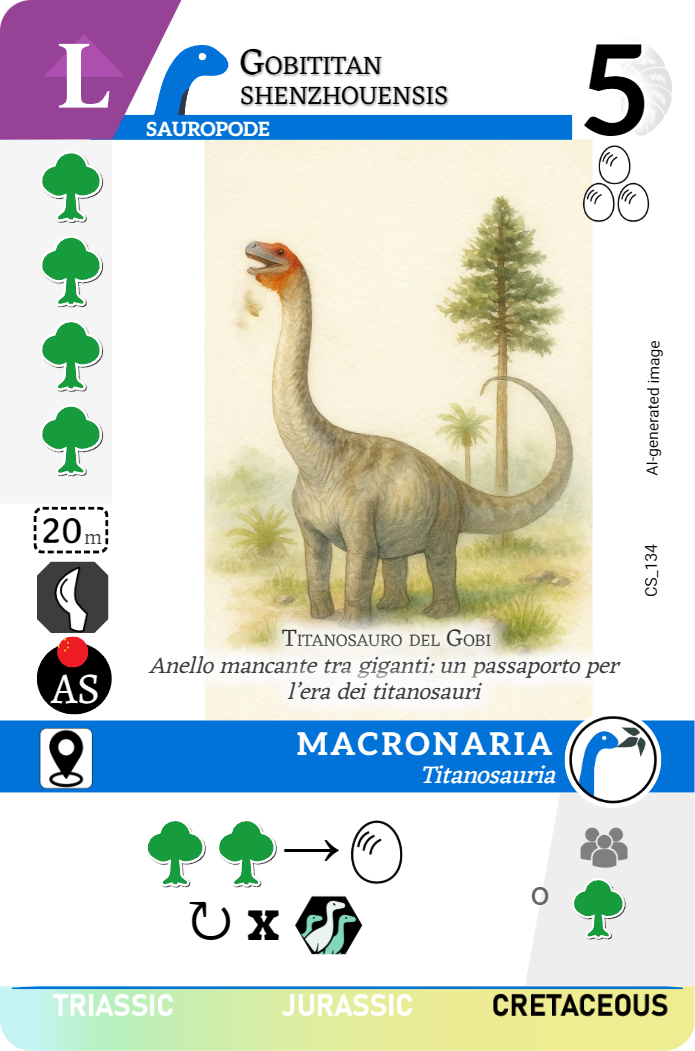 L
Gobititan
shenzhouensis
5
SAUROPODE
AI-generated image
20m
CS_134
AS
Titanosauro del Gobi
Anello mancante tra giganti: un passaporto per
l'era dei titanosauri
MACRONARIA
Titanosauria
x
o
TRIASSIC JURASSIC CRETACEOUS